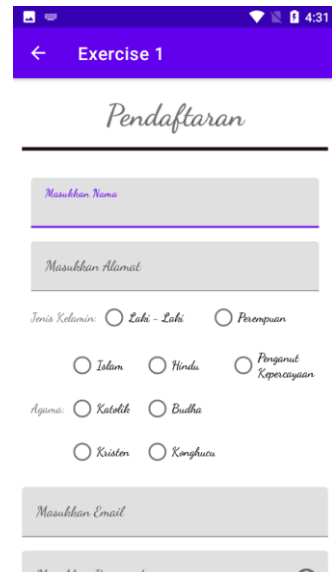 4:31
Exercise 1
Pendaftaran
Masukkan Nama
Masukkan Alamat
Jenis Kelamin: Laki - Laki Perempuan
Islam Hindu Penganut Kepercayaan
Agama: Katolik Budha
Kristen Konghucu
Masukkan Email